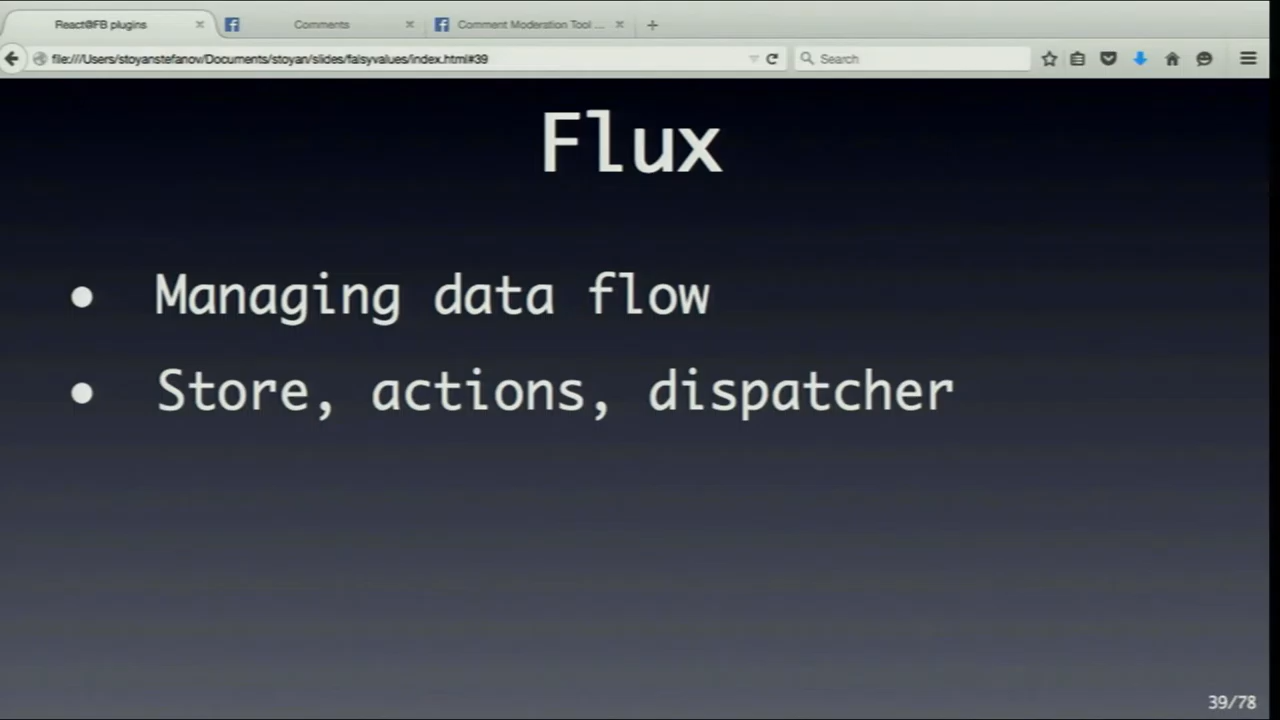 React@FB plugins
Comments
Comment Moderation Tool ...
file:///Users/stoyanstefanov/Documents/stoyan/slides/falsyvalues/index.html#39
Search
Flux
• Managing data flow
• Store, actions, dispatcher
39/78